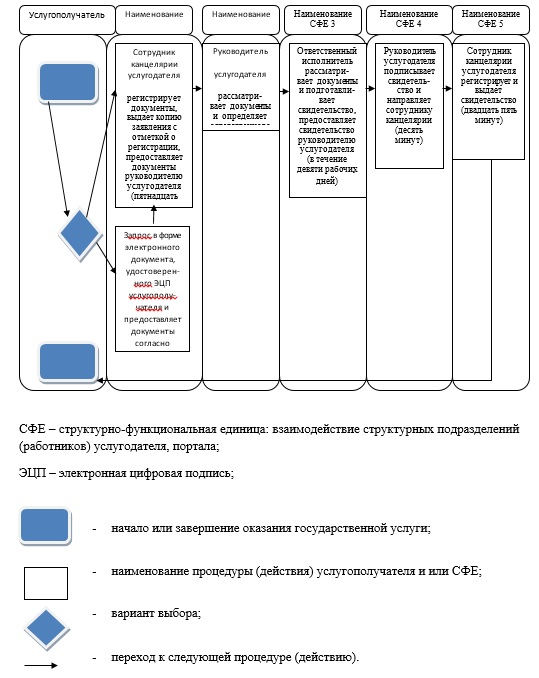 Услугополучатель
Наименование
Наименование
Наименование
СФЕ 3
Наименование
СФЕ 4
Наименование
СФЕ 5
Сотрудник
канцелярии
услугодателя
регистрирует
документы,
выдает копию
заявления с
отметкой о
регистрации,
предоставляет
документы
руководителю
услугодателя
(пятнадцать
Руководитель
услугодателя
рассматри-
вает документы
и определяет
Ответственный
исполнитель
рассматри-
вает документы
и подготавли-
вает
свидетельство,
предоставляет
свидетельство
руководителю
услугодателя
(в течение
девяти рабочих
дней)
Руководитель
услугодателя
подписывает
свидетель-
ство и
направляет
сотруднику
канцелярии
(десять
минут)
Сотрудник
канцелярии
услугодателя
регистрирует и
выдает
свидетельство
(двадцать пять
минут)
Запрос в форме
электронного
документа,
удостоверен-
ного ЭЦП
услугополу-
чателя и
предоставляет
документы
согласно
СФЕ – структурно-функциональная единица: взаимодействие структурных подразделений
(работников) услугодателя, портала;
ЭЦП – электронная цифровая подпись;
- начало или завершение оказания государственной услуги;
- наименование процедуры (действия) услугополучателя и или СФЕ;
- вариант выбора;
- переход к следующей процедуре (действию).